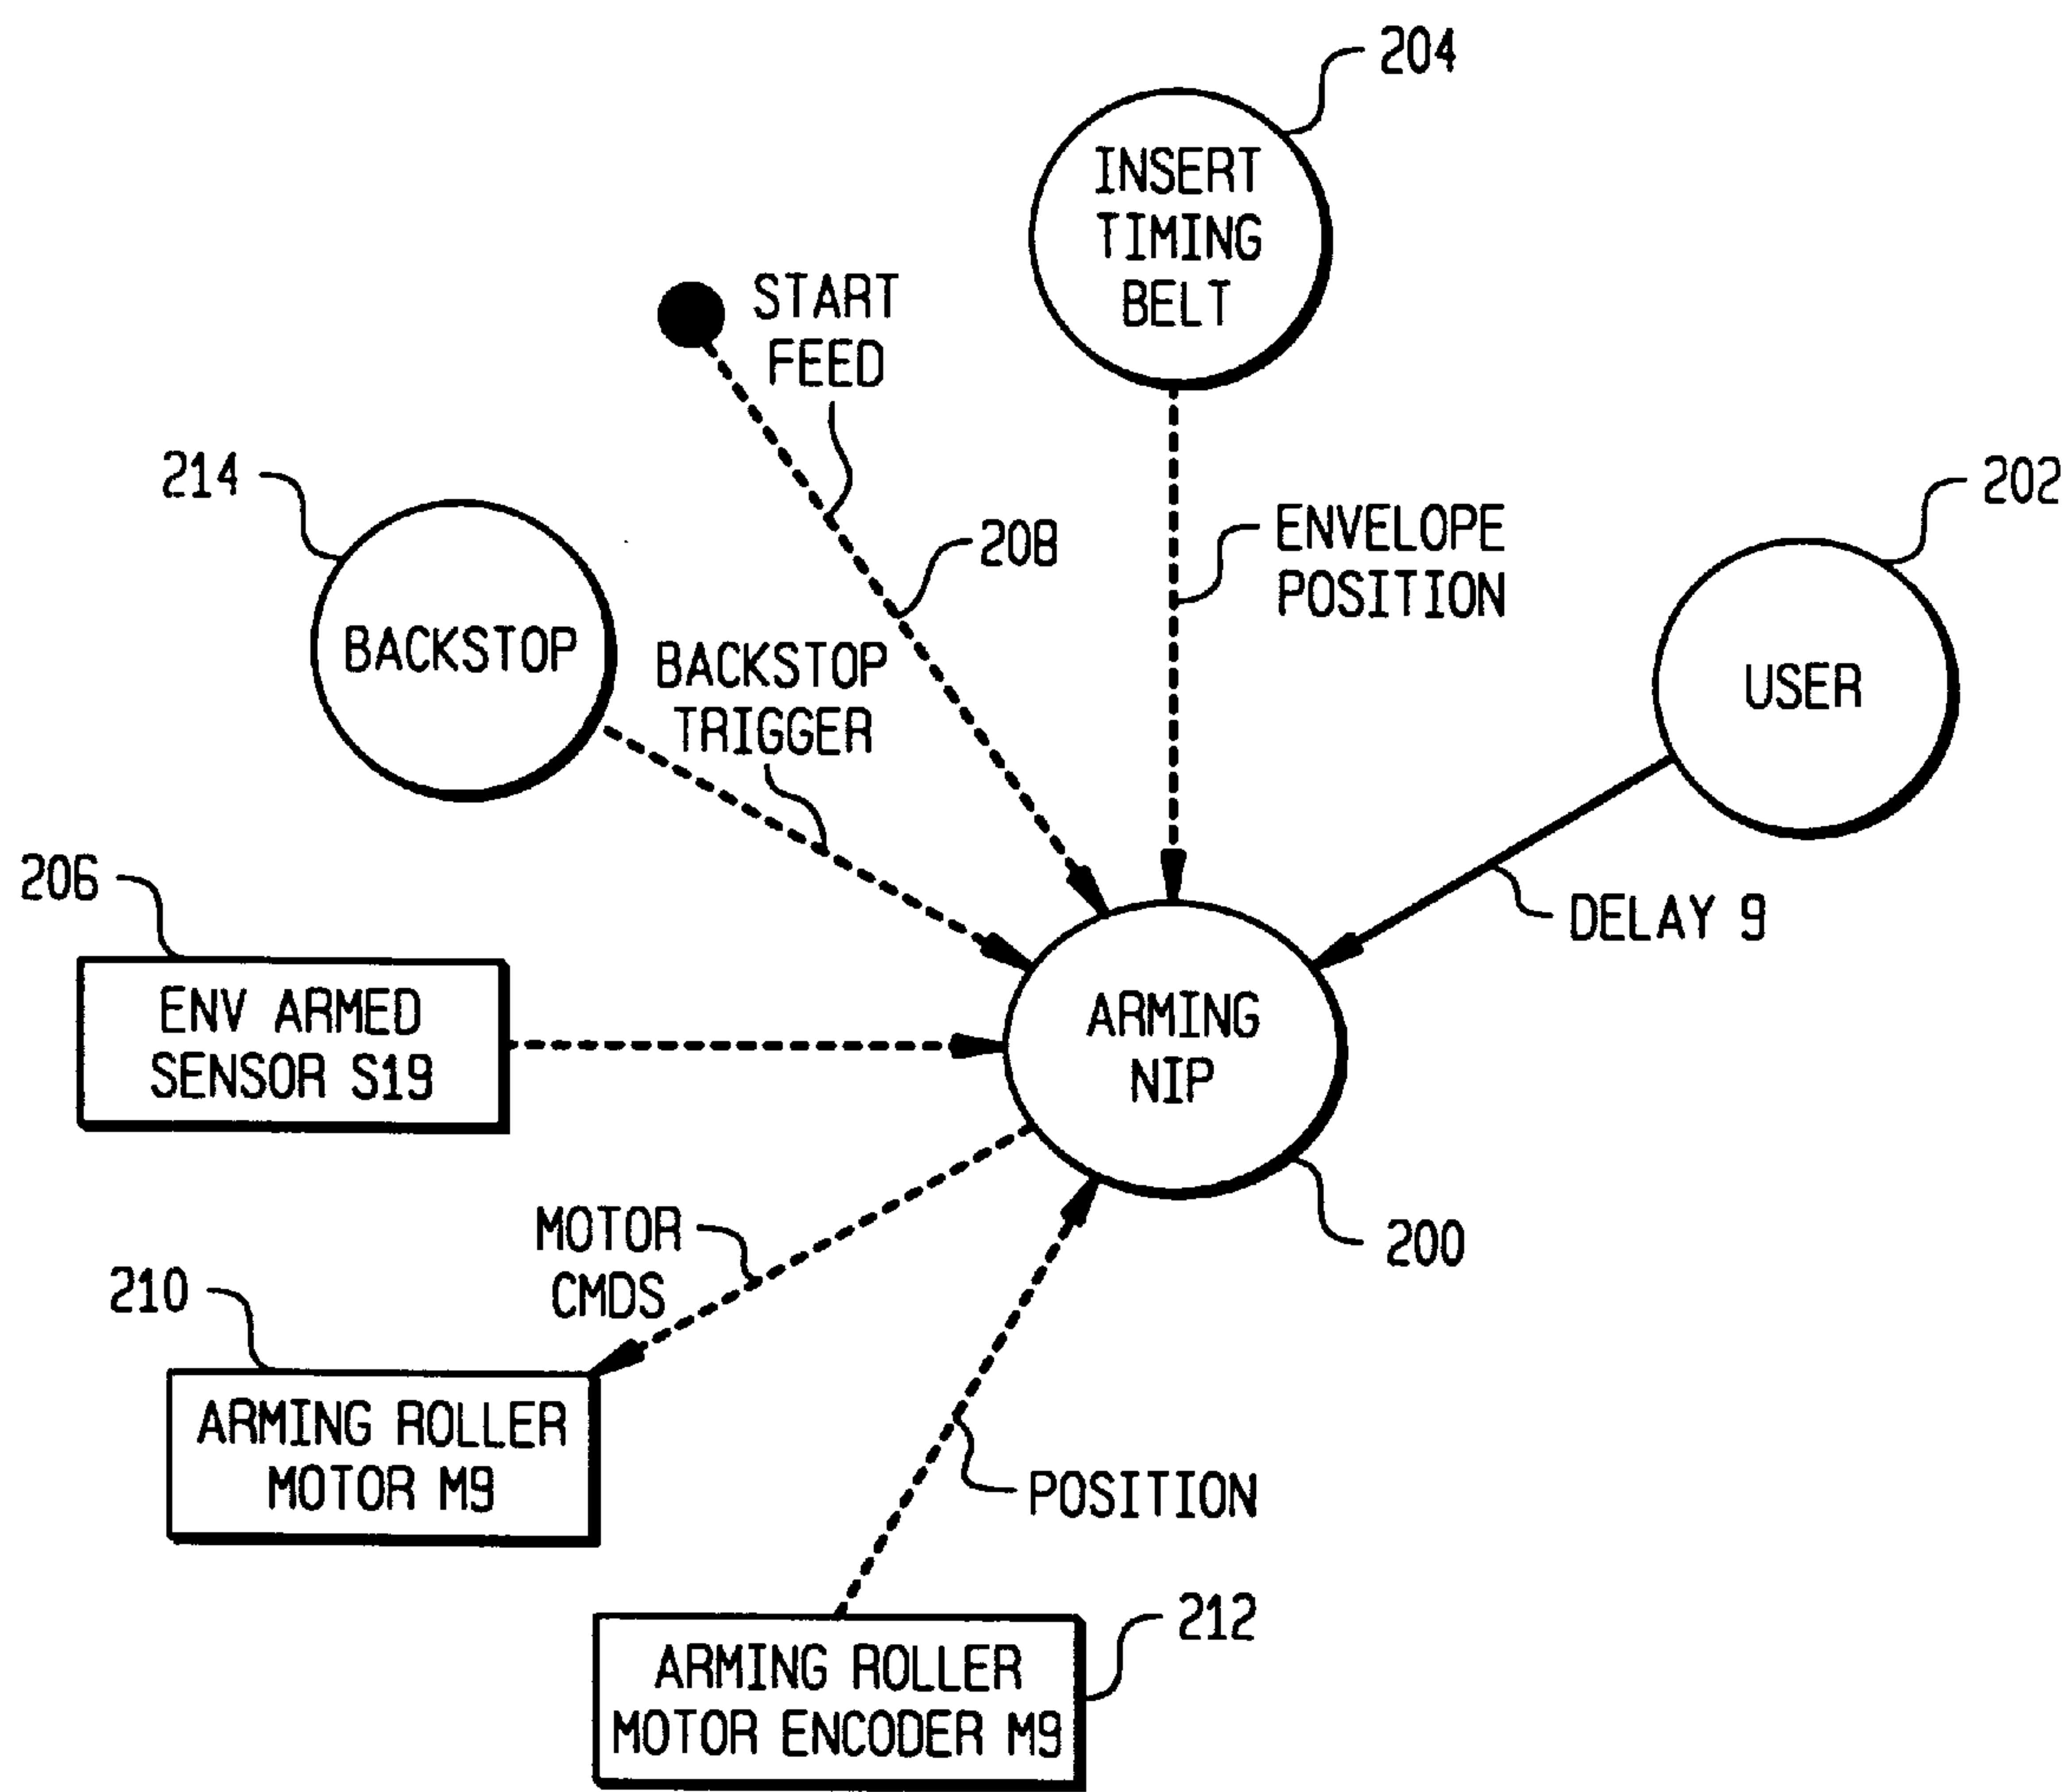 204
INSERT
TIMING
BELT
START
FEED
214
202
208
ENVELOPE
POSITION
BACKSTOP
BACKSTOP
TRIGGER
USER
206
DELAY 9
ENV ARMED
SENSOR S19
ARMING
NIP
MOTOR
CMDS
200
210
ARMING ROLLER
MOTOR M9
POSITION
212
ARMING ROLLER
MOTOR ENCODER M9